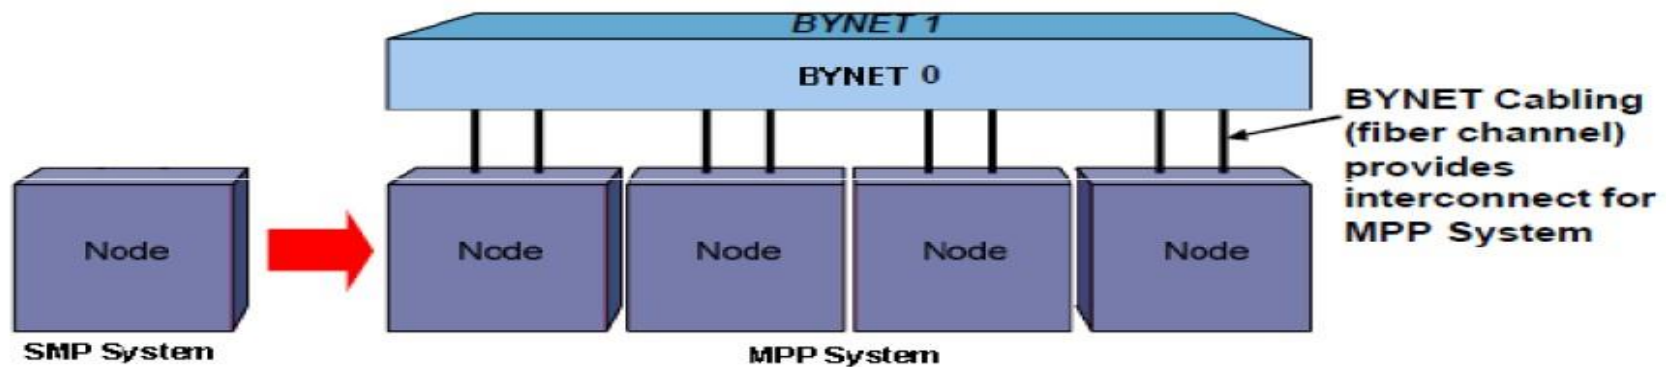 BYNET 1
BYNET 0
BYNET Cabling
(fiber channel)
provides
interconnect for
MPP System
Node
Node
Node
Node
Node
SMP System
MPP System